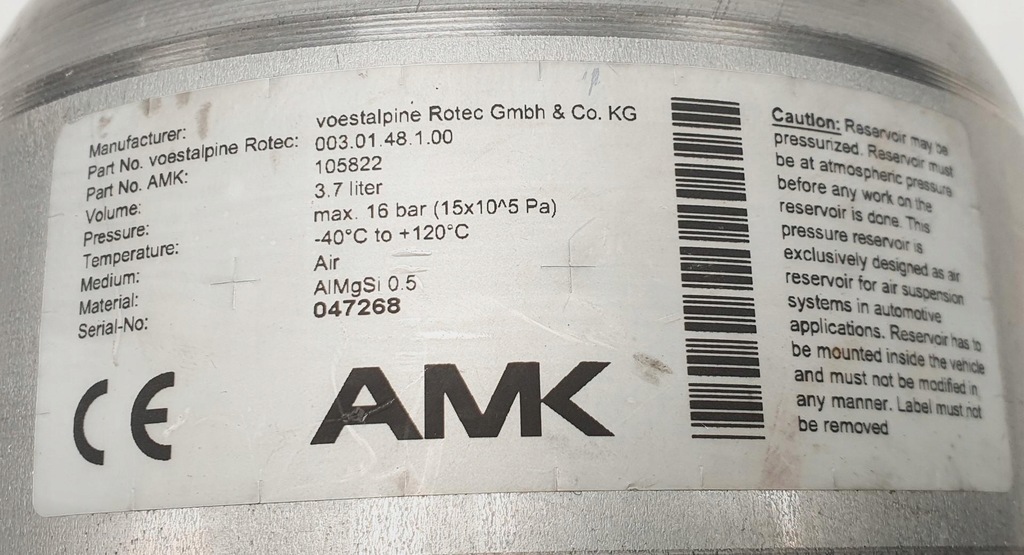 Manufacturer: voestalpine Rotec Gmbh & Co. KG
Part No. voestalpine Rotec: 003.01.48.1.00
Part No. AMK: 105822
Volume: 3.7 liter
Pressure: max. 16 bar (15x10^5 Pa)
Temperature: -40°C to +120°C
Medium: Air
Material: AlMgSi 0.5
Serial-No: 047268
CE
AMK
Caution: Reservoir may be
pressurized. Reservoir must
be at atmospheric pressure
before any work on the
reservoir is done. This
pressure reservoir is
exclusively designed as air
reservoir for air suspension
systems in automotive
applications. Reservoir has to
be mounted inside the vehicle
and must not be modified in
any manner. Label must not
be removed